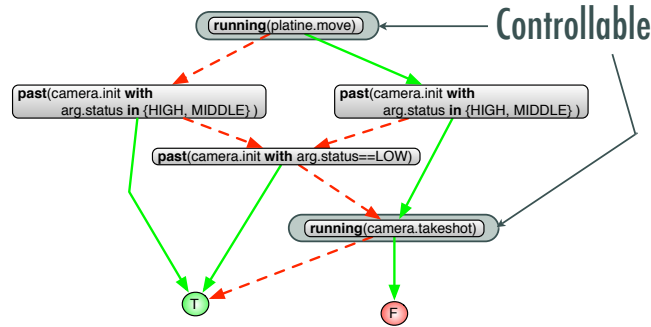 running(platine.move)
Controllable
past(camera.init with
arg.status in {HIGH, MIDDLE} )
past(camera.init with
arg.status in {HIGH, MIDDLE} )
past(camera.init with arg.status==LOW)
running(camera.takeshot)
T
F